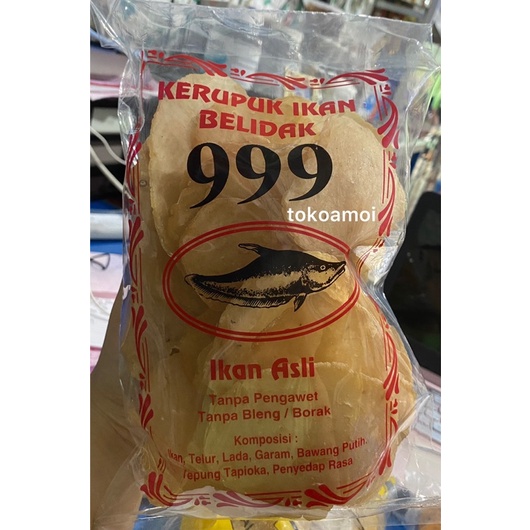 KERUPUK IKAN
BELIDAK
999
tokoamoi
Ikan Asli
Tanpa Pengawet
Tanpa Bleng / Borak
Komposisi :
Ikan, Telur, Lada, Garam, Bawang Putih,
Tepung Tapioka, Penyedap Rasa